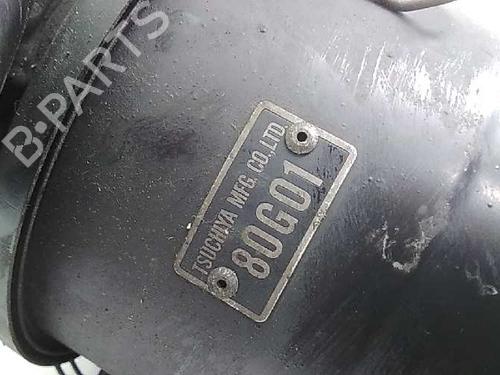 B-PARTS
TSUCHIYA MFG. CO.,LTD
80G01